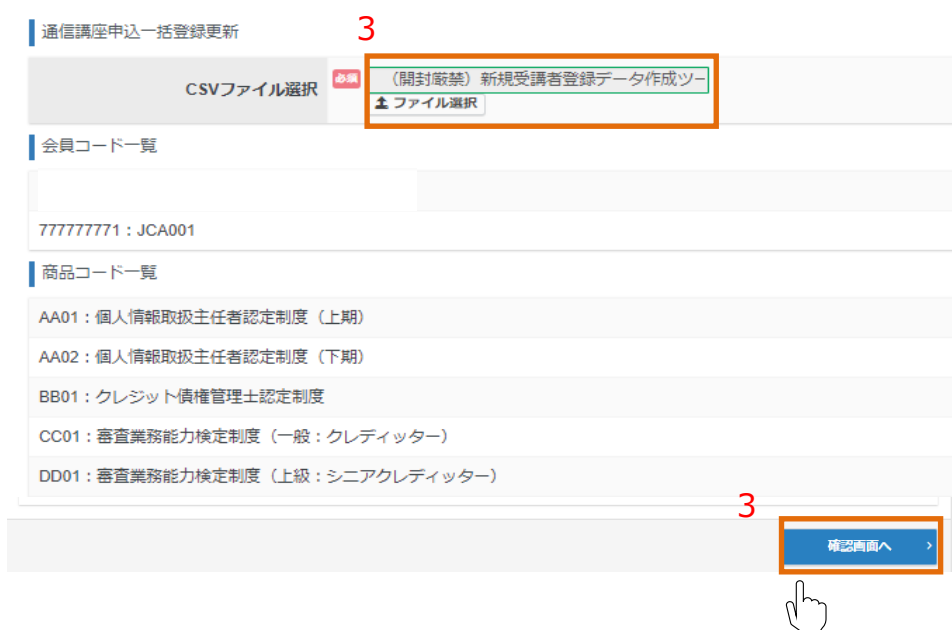 通信講座申込一括登録更新
3
CSVファイル選択
必須
（開封厳禁）新規受講者登録データ作成ツー
ファイル選択
会員コード一覧
777777771：JCA001
商品コード一覧
AA01：個人情報取扱主任者認定制度（上期）
AA02：個人情報取扱主任者認定制度（下期）
BB01：クレジット債権管理士認定制度
CC01：審査業務能力検定制度（一般：クレディッター）
DD01：審査業務能力検定制度（上級：シニアクレディッター）
3
確認画面へ